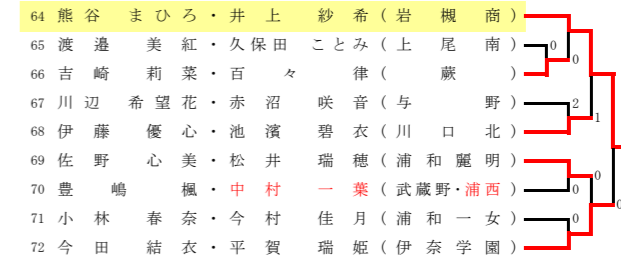 64 熊谷 まひろ・井上 紗希(岩槻商)
65 渡邉 美紅・久保田 ことみ(上尾南) 0
0
66 吉崎 莉菜・百々 律(蕨)
67 川辺 希望花・赤沼 咲音(与野) 2
1
68 伊藤 優心・池濱 碧衣(川口北)
69 佐野 心美・松井 瑞穂(浦和麗明)
0
70 豊嶋 楓・中村 一葉(武蔵野・浦西) 0
0
71 小林 春奈・今村 佳月(浦和一女) 0
72 今田 結衣・平賀 瑞姫(伊奈学園)